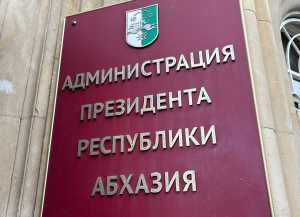 АДМИНИСТРАЦИЯ
ПРЕЗИДЕНТА
РЕСПУБЛИКИ
АБХАЗИЯ